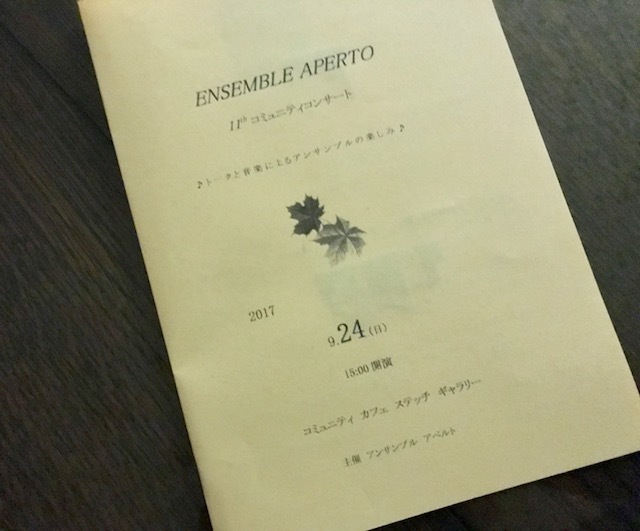 ENSEMBLE APERTO
11th コミュニティコンサート
♪トークと音楽によるアンサンブルの楽しみ♪
2017
9.24(日)
15:00 開演
コミュニティ カフェ ステッチ ギャラリー
主催 アンサンブル アペルト